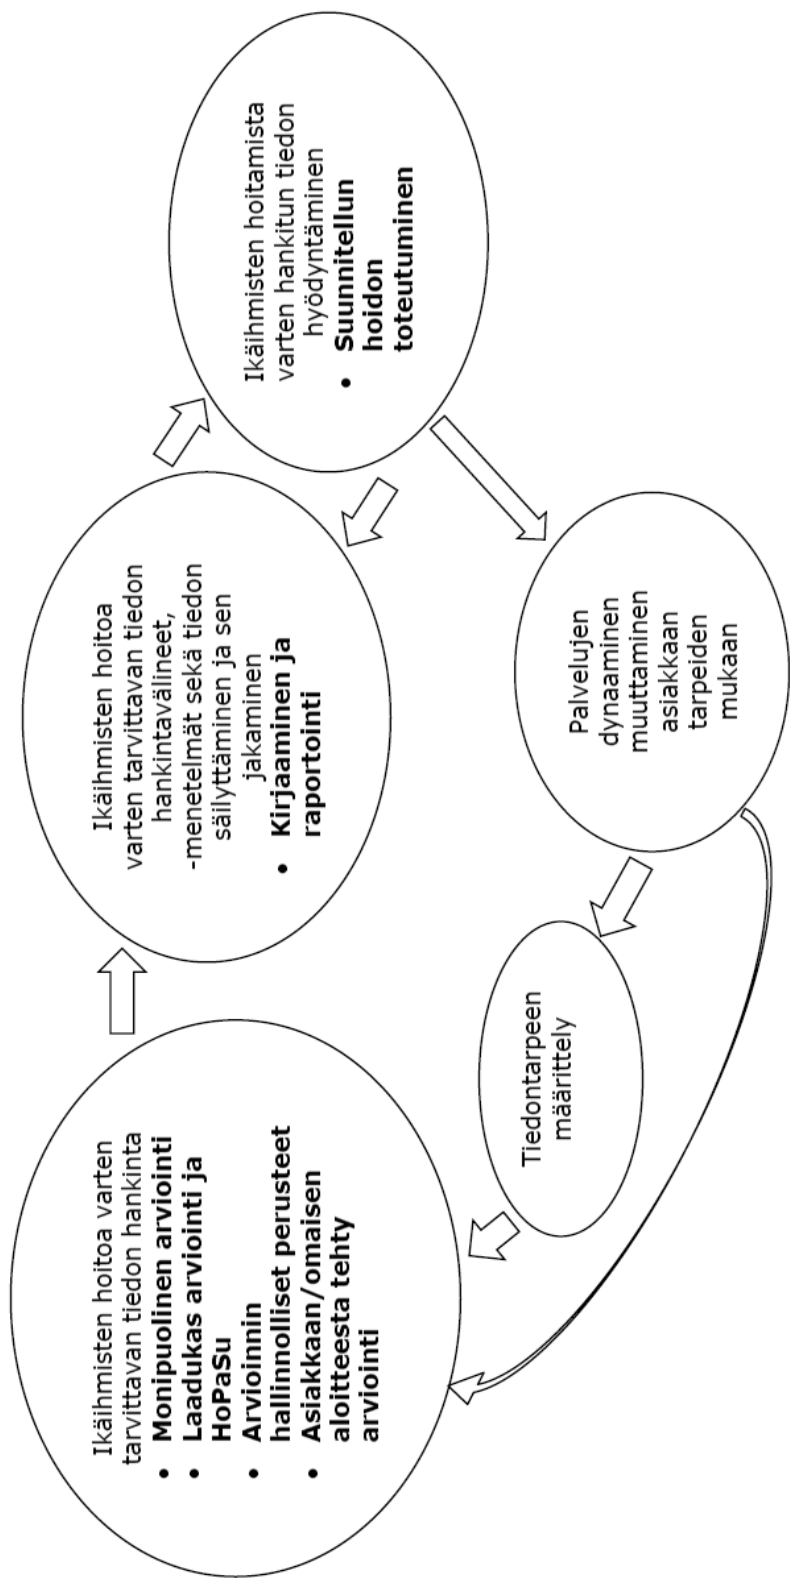 Ikäihmisten hoitoa varten
tarvittavan tiedon hankinta
• Monipuolinen arviointi
• Laadukas arviointi ja
HoPaSu
• Arvioinnin
hallinnolliset perusteet
• Asiakkaan/omaisen
aloitteesta tehty
arviointi
Ikäihmisten hoitoa
varten tarvittavan tiedon
hankintavälineet,
-menetelmät sekä tiedon
säilyttäminen ja sen
jakaminen
• Kirjaaminen ja
raportointi
Ikäihmisten hoitamista
varten hankitun tiedon
hyödyntäminen
• Suunnitellun
hoidon
toteutuminen
Palvelujen
dynaaminen
muuttaminen
asiakkaan
tarpeiden
mukaan
Tiedontarpeen
määrittely